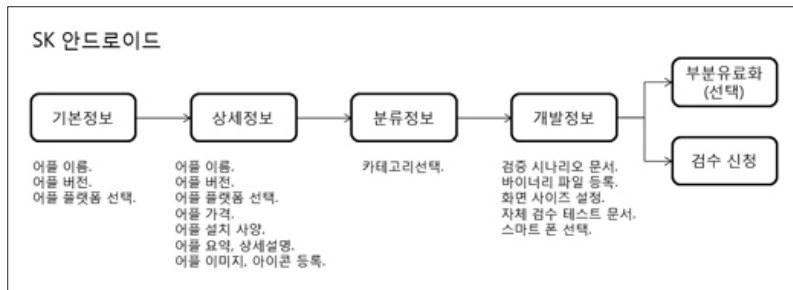 SK 안드로이드
기본정보
어플 이름.
어플 버전.
어플 플랫폼 선택.
상세정보
어플 이름.
어플 버전.
어플 플랫폼 선택.
어플 가격.
어플 설치 사양.
어플 요약, 상세설명.
어플 이미지, 아이콘 등록.
분류정보
카테고리선택.
개발정보
검증 시나리오 문서.
바이너리 파일 등록.
화면 사이즈 설정.
자체 검수 테스트 문서.
스마트 폰 선택.
부분유료화
(선택)
검수 신청